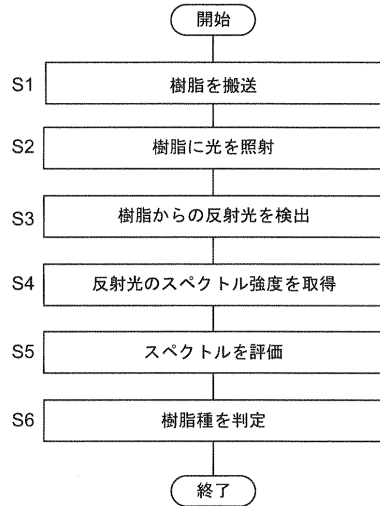 開始
S1 樹脂を搬送
S2 樹脂に光を照射
S3 樹脂からの反射光を検出
S4 反射光のスペクトル強度を取得
S5 スペクトルを評価
S6 樹脂種を判定
終了